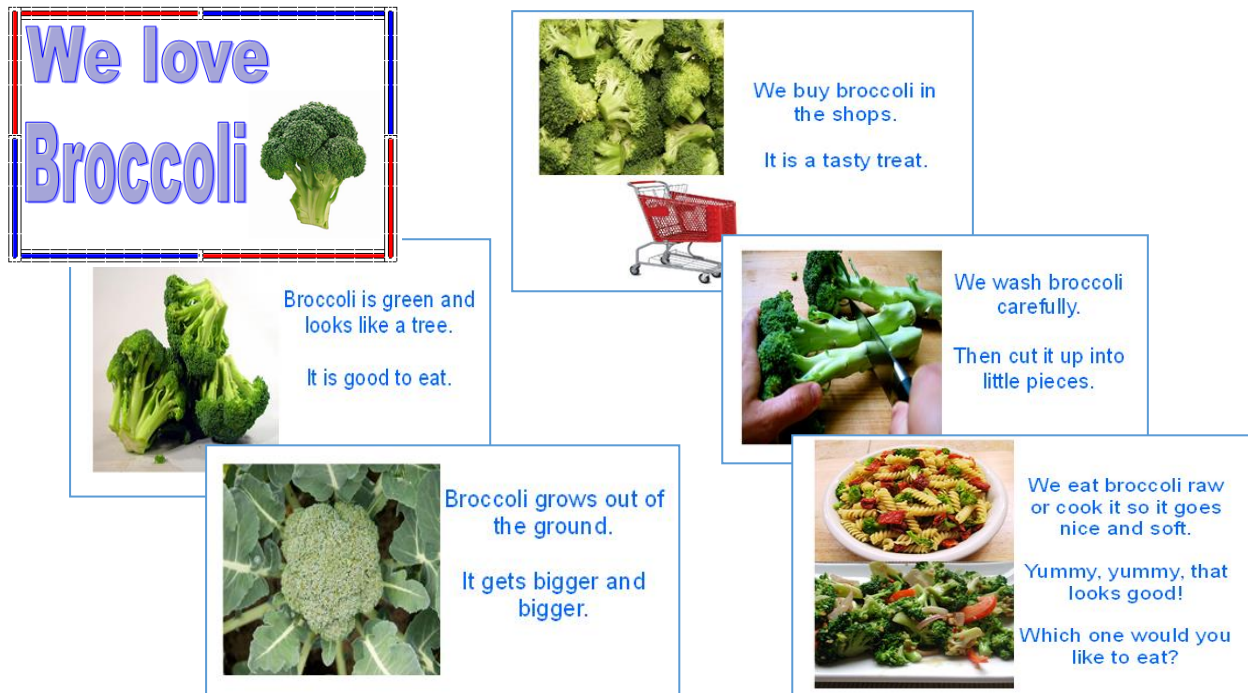 We love
Broccoli
Broccoli is green and
looks like a tree.
It is good to eat.
Broccoli grows out of
the ground.
It gets bigger and
bigger.
We buy broccoli in
the shops.
It is a tasty treat.
We wash broccoli
carefully.
Then cut it up into
little pieces.
We eat broccoli raw
or cook it so it goes
nice and soft.
Yummy, yummy, that
looks good!
Which one would you
like to eat?